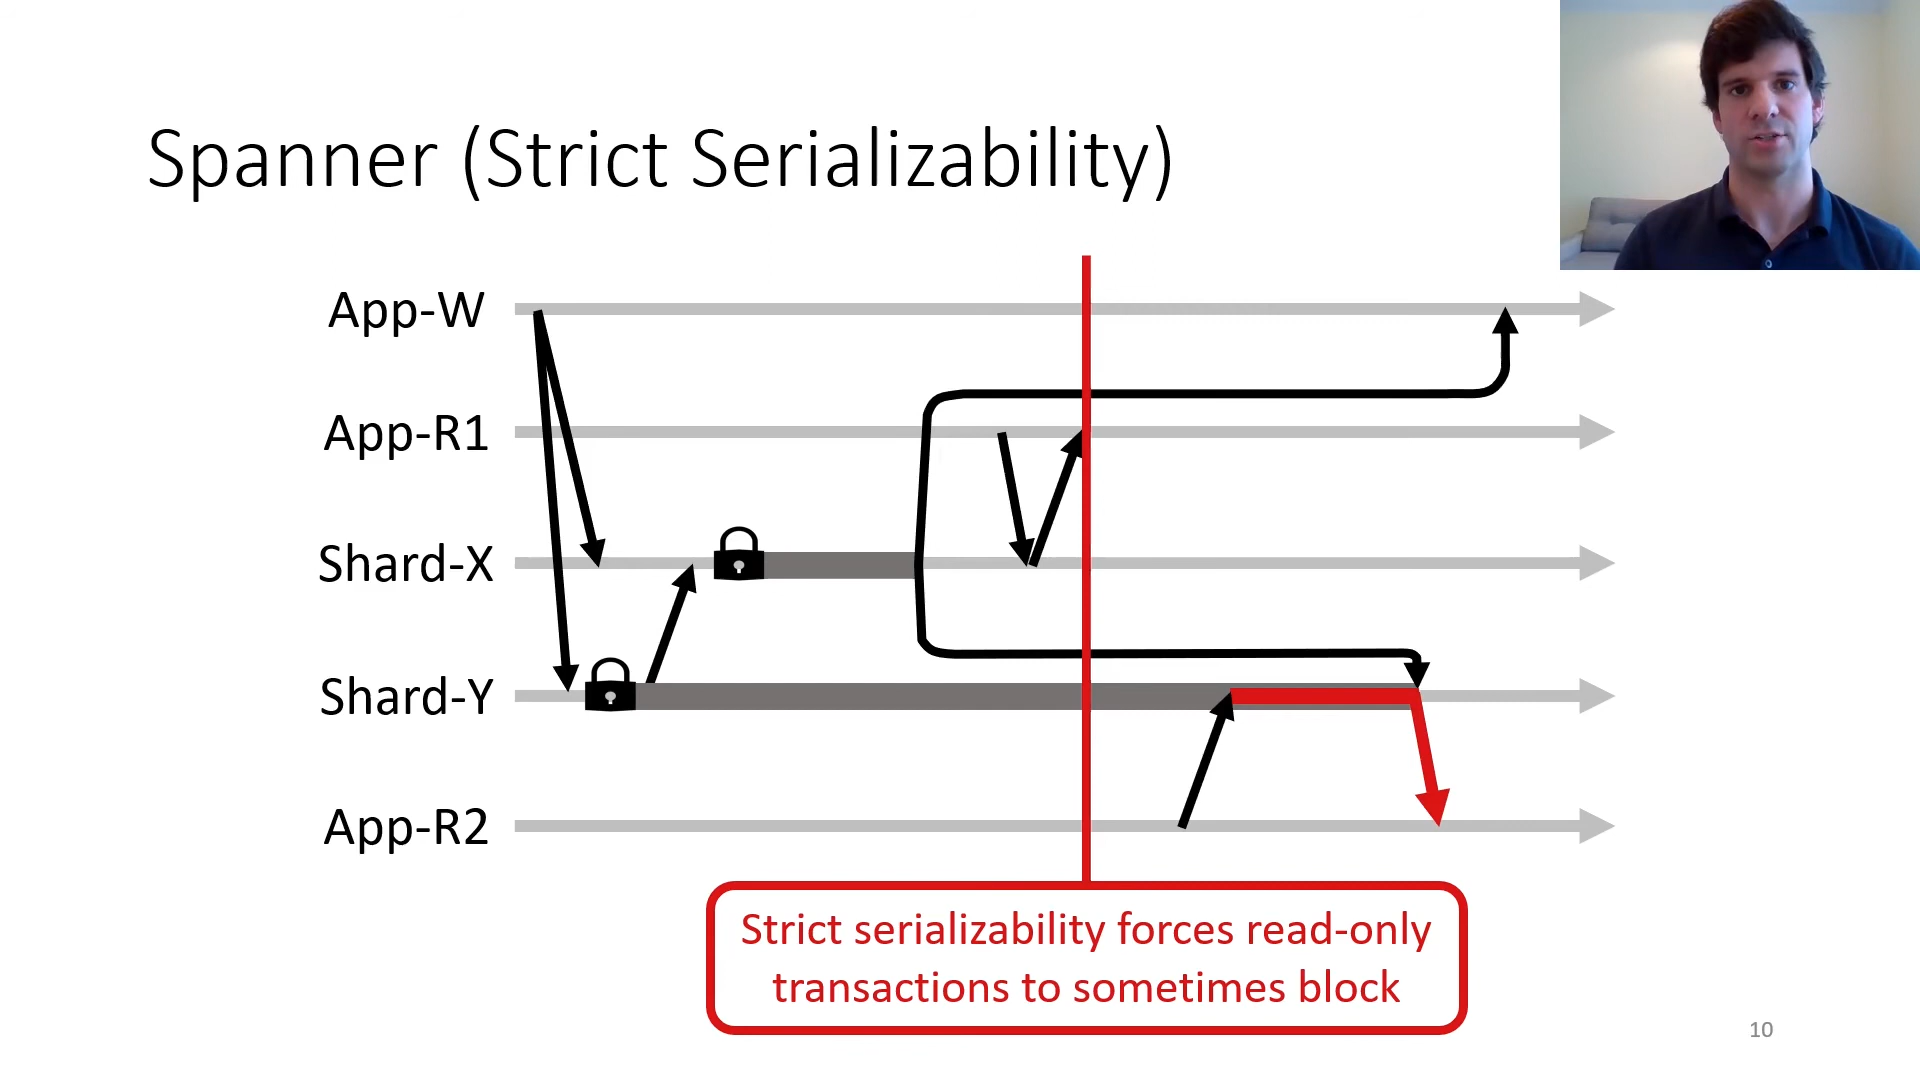 Spanner (Strict Serializability)
App-W
App-R1
Shard-X
Shard-Y
App-R2
Strict serializability forces read-only
transactions to sometimes block
10